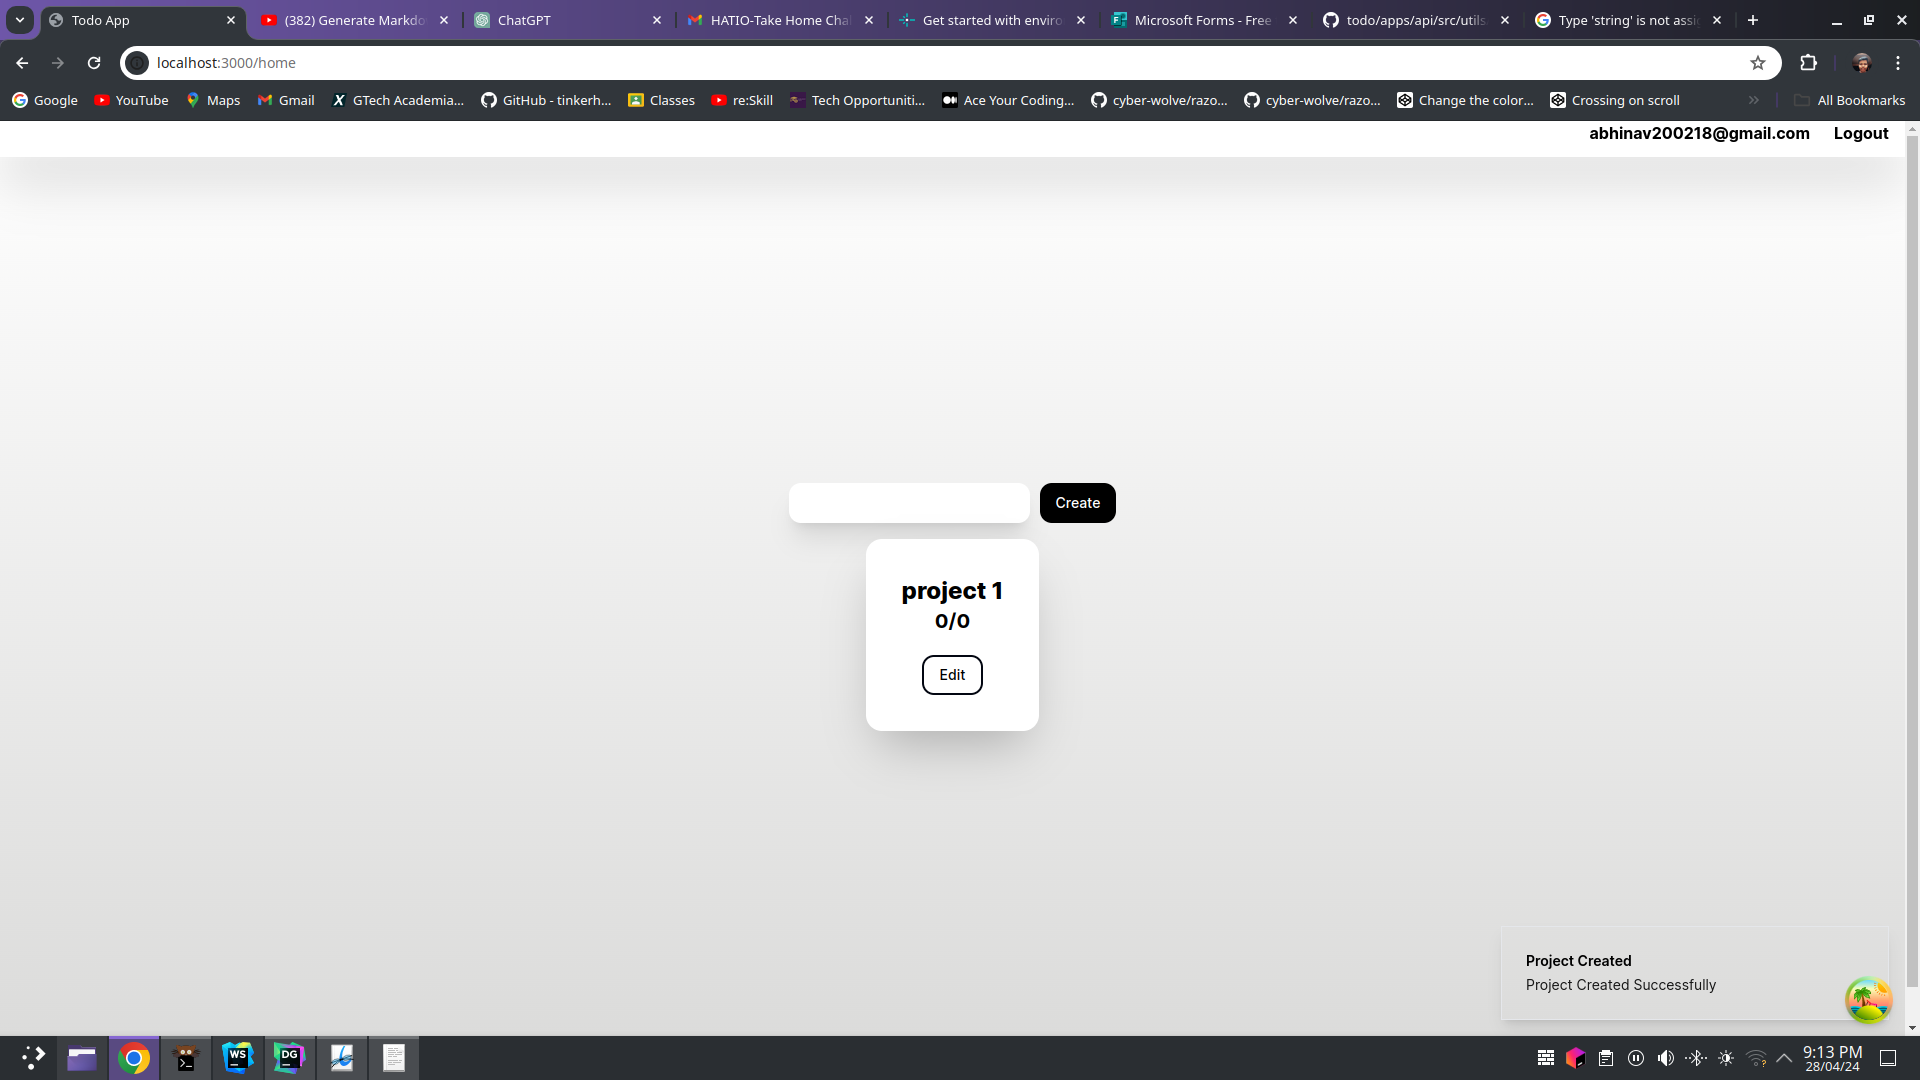 Todo App
(382) Generate Markdo
ChatGPT
HATIO-Take Home Cha
Get started with enviro
Microsoft Forms - Free
todo/apps/api/src/utils
Type 'string' is not assi
localhost:3000/home
Google
YouTube
Maps
Gmail
GTech Academia...
GitHub - tinkerh...
Classes
re:Skill
Tech Opportuniti...
Ace Your Coding...
cyber-wolve/razo...
cyber-wolve/razo...
Change the color...
Crossing on scroll
All Bookmarks
abhinav200218@gmail.com
Logout
Create
project 1
0/0
Edit
Project Created
Project Created Successfully
WS
DG
9:13 PM
28/04/24